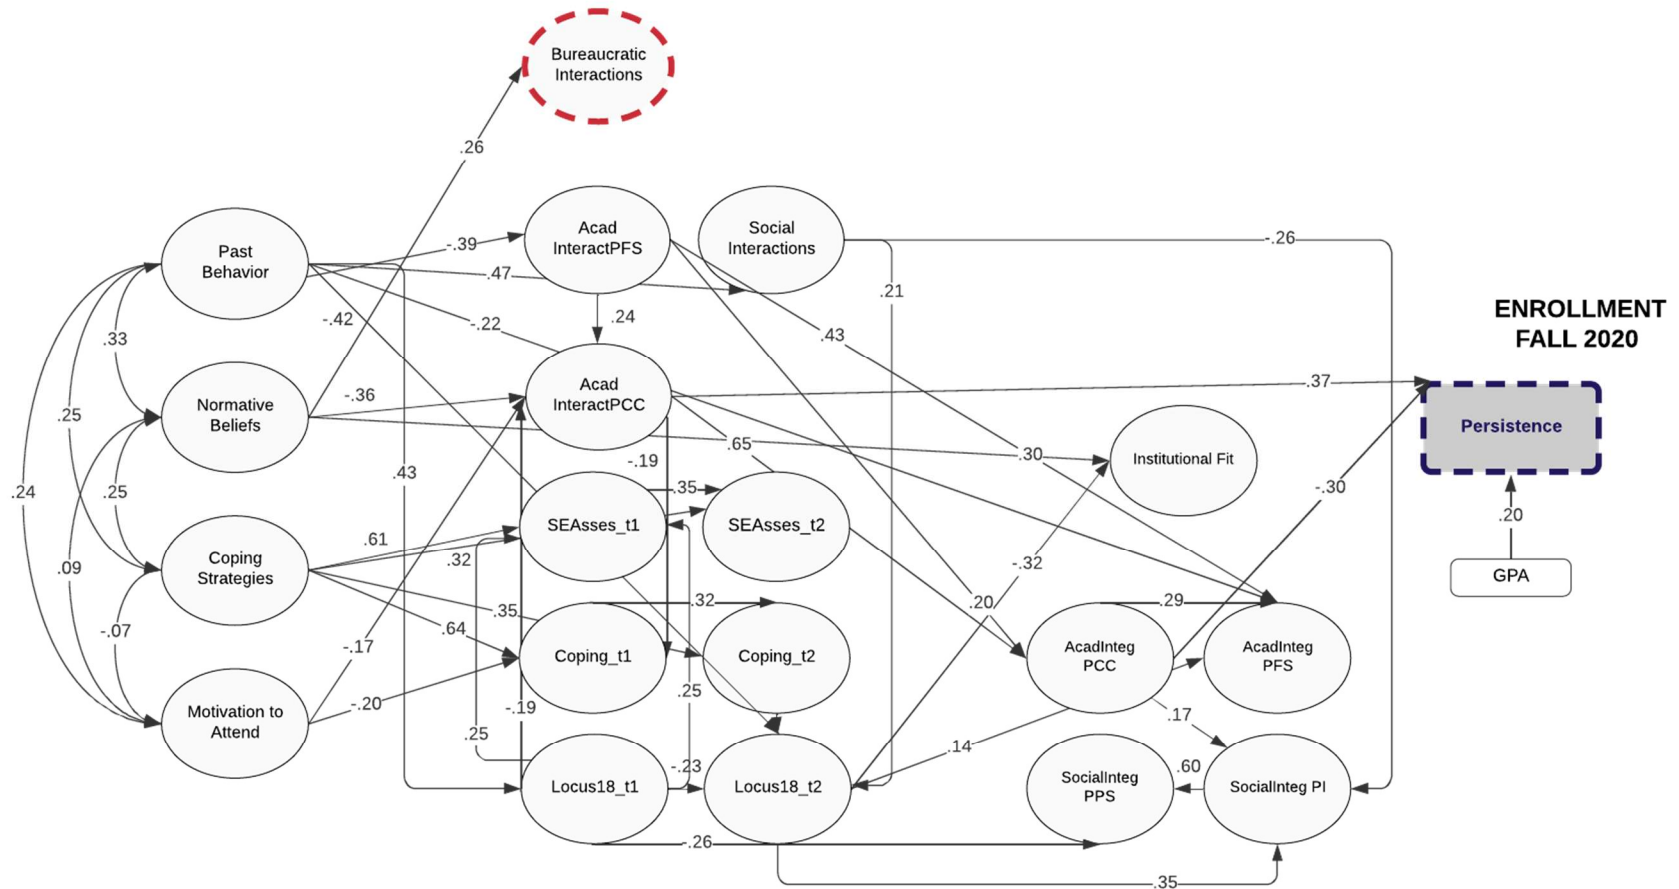 Bureaucratic
Interactions
.26
Past
Behavior
-.39
Acad
InteractPFS
Social
Interactions
-.26
.47
.21
ENROLLMENT
FALL 2020
.33
-.42
-.22
.24
.43
.37
Acad
InteractPCC
-.36
Normative
Beliefs
.25
Persistence
.65
.30
Institutional Fit
-.19
.43
.24
.25
.35
-.30
.20
SEAsses_t1
SEAsses_t2
.61
.32
Coping
Strategies
.09
-.32
GPA
.35
.32
.20
.29
-.07
.64
-.17
Coping_t1
Coping_t2
AcadInteg
PCC
AcadInteg
PFS
.25
-.20
-.19
Motivation to
Attend
.25
.17
.14
-.23
.60
Locus18_t1
Locus18_t2
SocialInteg
PPS
SocialInteg PI
-.26
.35